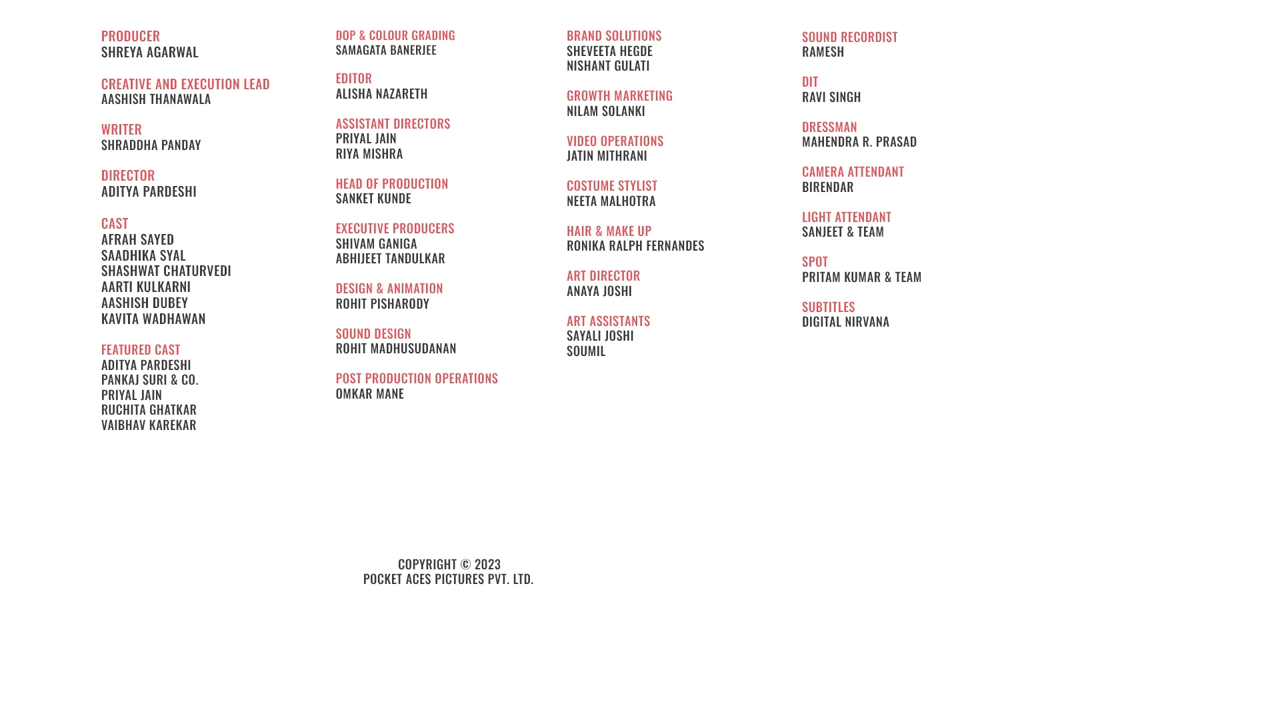 PRODUCER
SHREYA AGARWAL
CREATIVE AND EXECUTION LEAD
AASHISH THANAWALA
WRITER
SHRADDHA PANDAY
DIRECTOR
ADITYA PARDESHI
CAST
AFRAH SAYED
SAADHIKA SYAL
SHASHWAT CHATURVEDI
AARTI KULKARNI
AASHISH DUBEY
KAVITA WADHAWAN
FEATURED CAST
ADITYA PARDESHI
PANKAJ SURI & CO.
PRIYAL JAIN
RUCHITA GHATKAR
VAIBHAV KAREKAR
DOP & COLOUR GRADING
SAMAGATA BANERJEE
EDITOR
ALISHA NAZARETH
ASSISTANT DIRECTORS
PRIYAL JAIN
RIYA MISHRA
HEAD OF PRODUCTION
SANKET KUNDE
EXECUTIVE PRODUCERS
SHIVAM GANIGA
ABHIJEET TANDULKAR
DESIGN & ANIMATION
ROHIT PISHARODY
SOUND DESIGN
ROHIT MADHUSUDANAN
POST PRODUCTION OPERATIONS
OMKAR MANE
BRAND SOLUTIONS
SHEVEETA HEGDE
NISHANT GULATI
GROWTH MARKETING
NILAM SOLANKI
VIDEO OPERATIONS
JATIN MITHRANI
COSTUME STYLIST
NEETA MALHOTRA
HAIR & MAKE UP
RONIKA RALPH FERNANDES
ART DIRECTOR
ANAYA JOSHI
ART ASSISTANTS
SAYALI JOSHI
SOUMIL
SOUND RECORDIST
RAMESH
DIT
RAVI SINGH
DRESSMAN
MAHENDRA R. PRASAD
CAMERA ATTENDANT
BIRENDAR
LIGHT ATTENDANT
SANJEET & TEAM
SPOT
PRITAM KUMAR & TEAM
SUBTITLES
DIGITAL NIRVANA
COPYRIGHT © 2023
POCKET ACES PICTURES PVT. LTD.